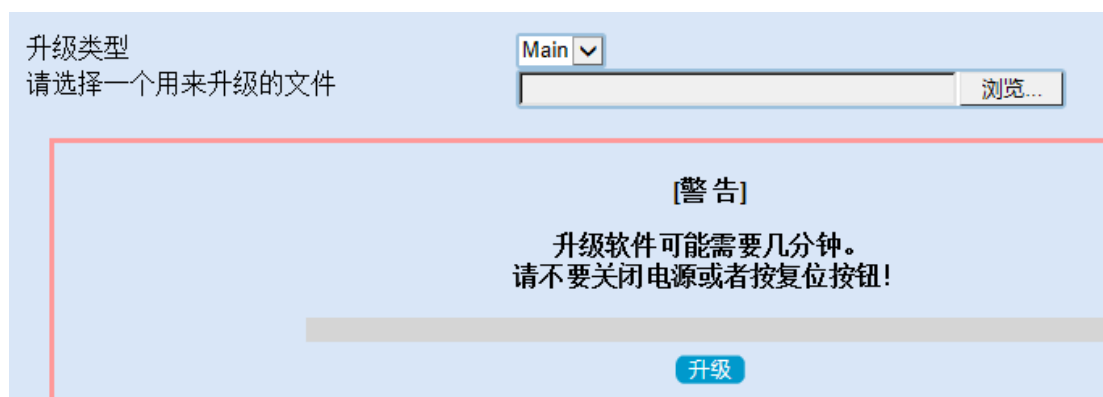 升级类型 Main
请选择一个用来升级的文件 浏览...
[警 告]
升级软件可能需要几分钟。
请不要关闭电源或者按复位按钮!
升级